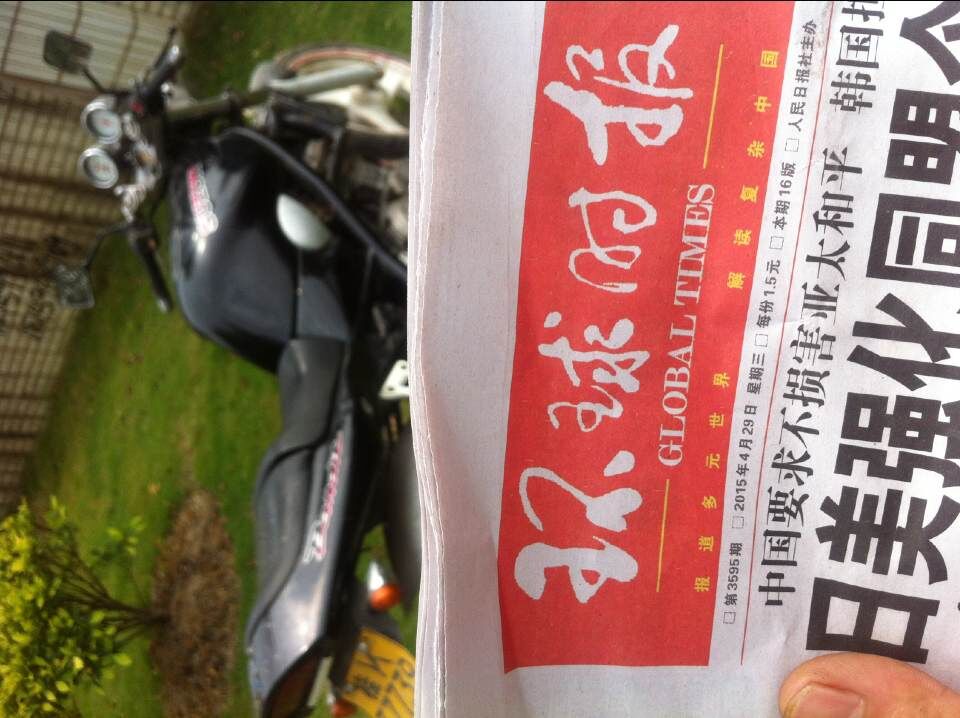 环球时报
GLOBAL TIMES
报道多元世界 解读复杂中国
□第3595期 □2015年4月29日 星期三 □每份1.5元 □本期16版 □人民日报社主办
中国要求不损害亚太和平 韩国
日美强化同盟